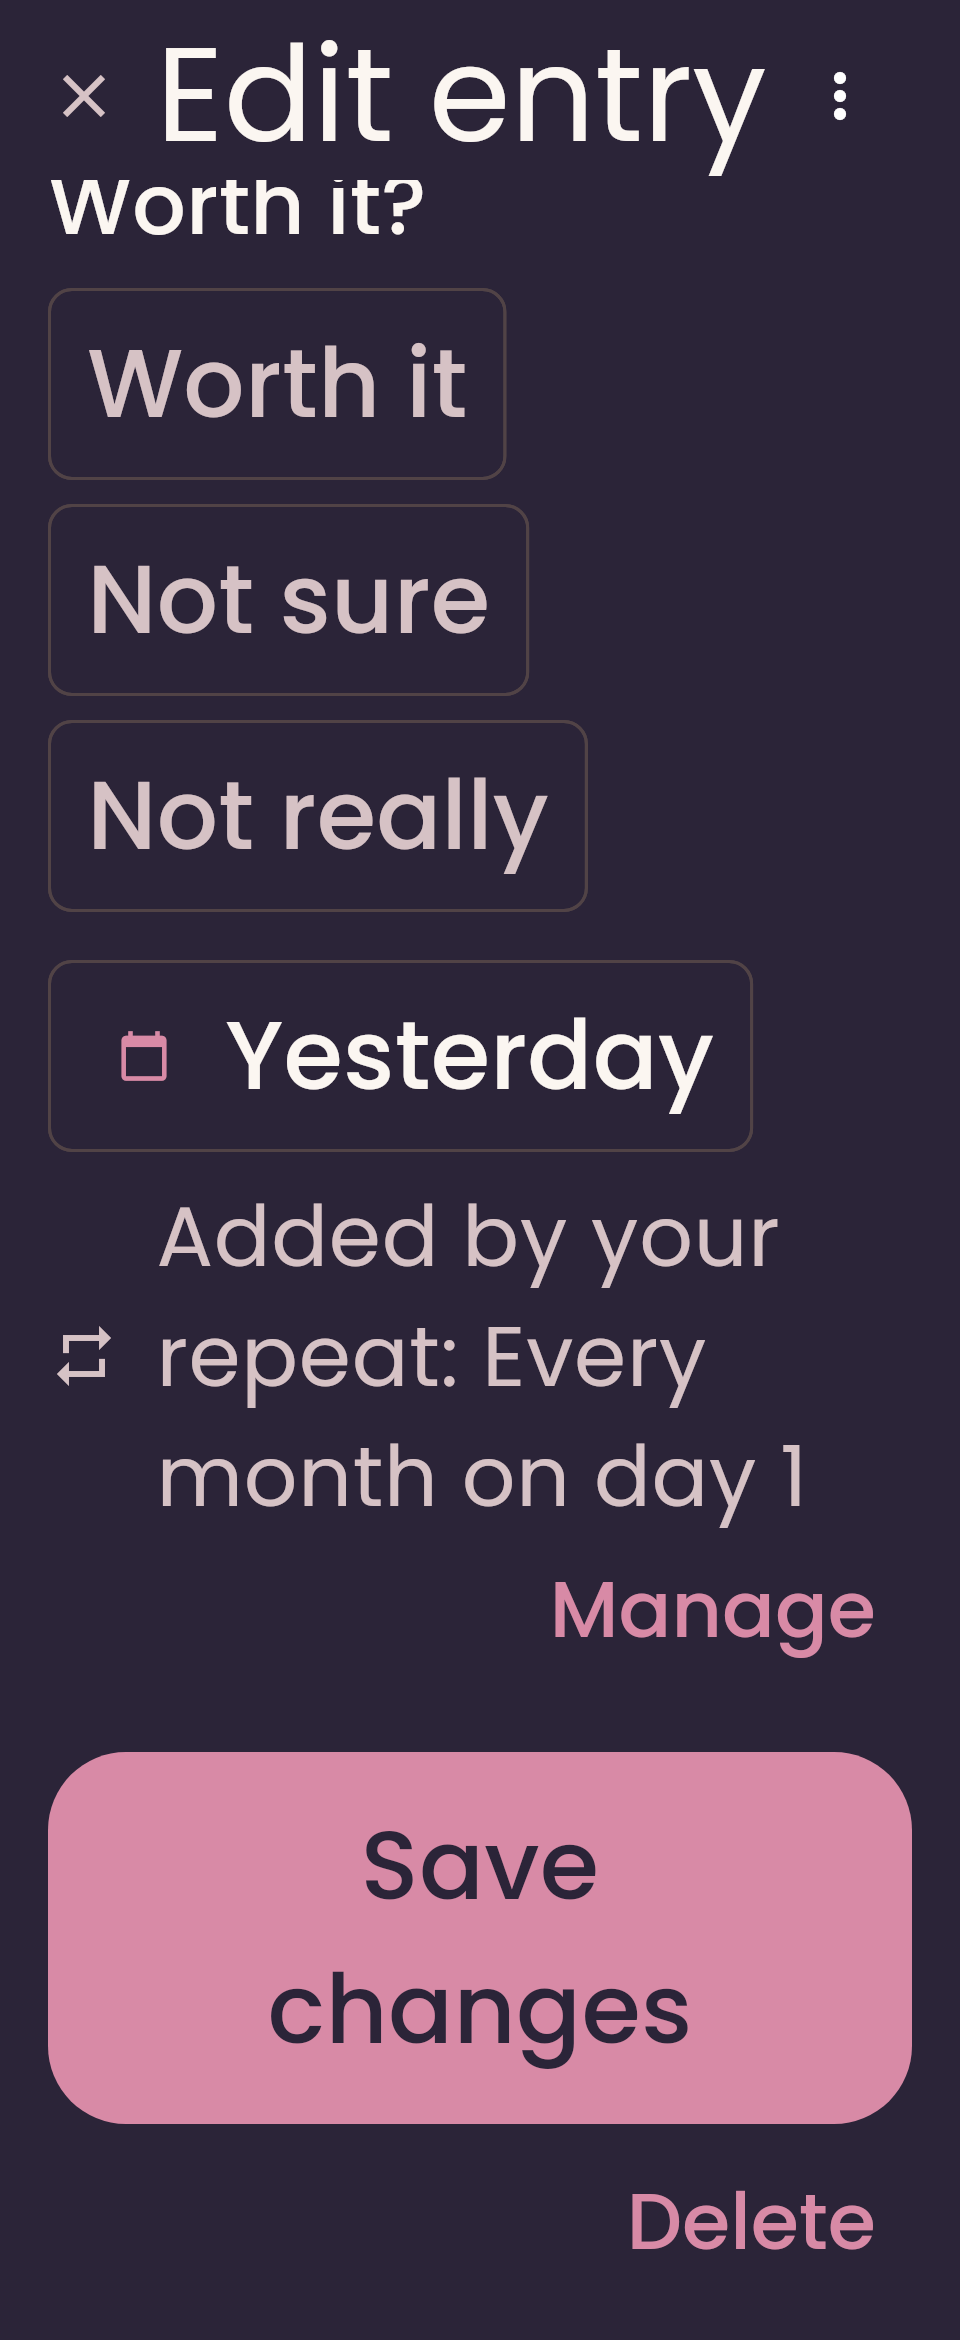 Edit entry
Worth it?
Worth it
Not sure
Not really
Yesterday
Added by your
repeat: Every
month on day 1
Manage
Save
changes
Delete